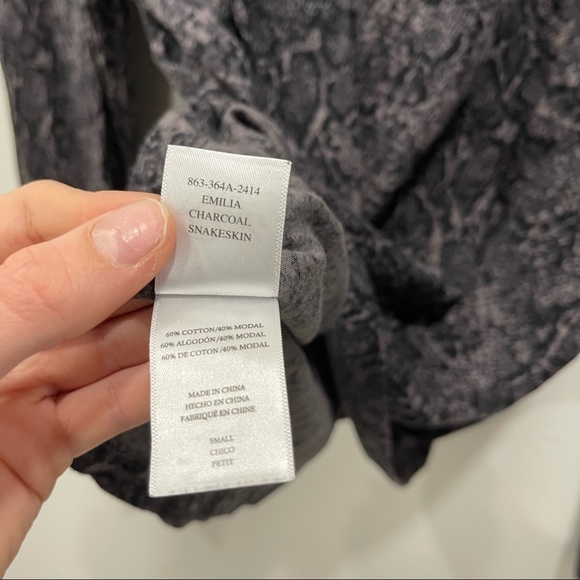 863-364A-2414
EMILIA
CHARCOAL
SNAKESKIN
60% COTTON/40% MODAL
60% ALGODÓN/40% MODAL
60% DE COTON/40% MODAL
MADE IN CHINA
HECHO EN CHINA
FABRIQUÉ EN CHINE
SMALL
CHICO
PETIT